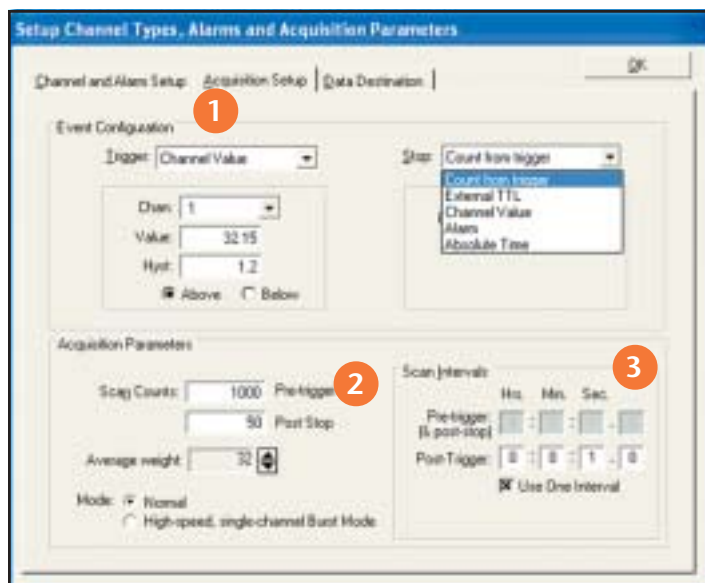 Setup Channel Types, Alarms and Acquisition Parameters
OK
Channel and Alarm Setup
Acquisition Setup
Data Destination
1
Event Configuration
Trigger: Channel Value
Stop: Count from trigger
Count from trigger
External TTL
Channel Value
Alarm
Absolute Time
Chan: 1
Value: 32.15
Hyst: 1.2
Above
Below
Acquisition Parameters
2
Scan Counts: 1000 Pre-trigger
50 Post Stop
Average weight: 32
Mode: Normal
High-speed, single-channel Burst Mode
3
Scan Intervals
Hrs. Min. Sec.
Pre-trigger
(& post-stop)
: : .
Post-Trigger: 0 : 0 : 1 . 0
Use One Interval